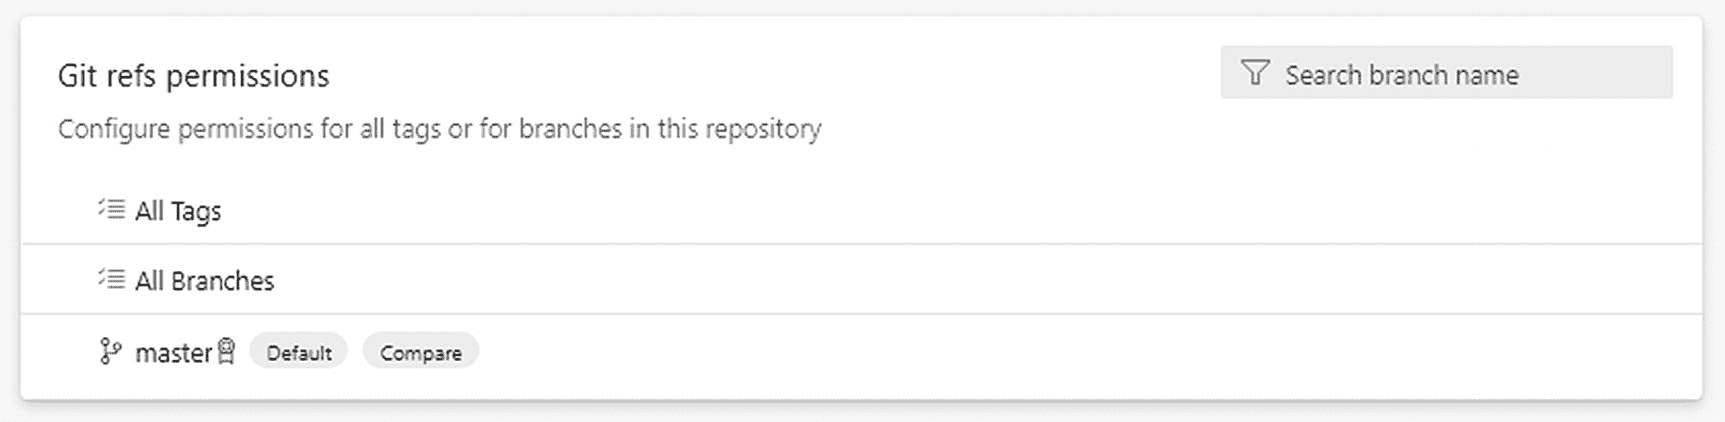 Git refs permissions
Search branch name
Configure permissions for all tags or for branches in this repository
All Tags
All Branches
master Default Compare